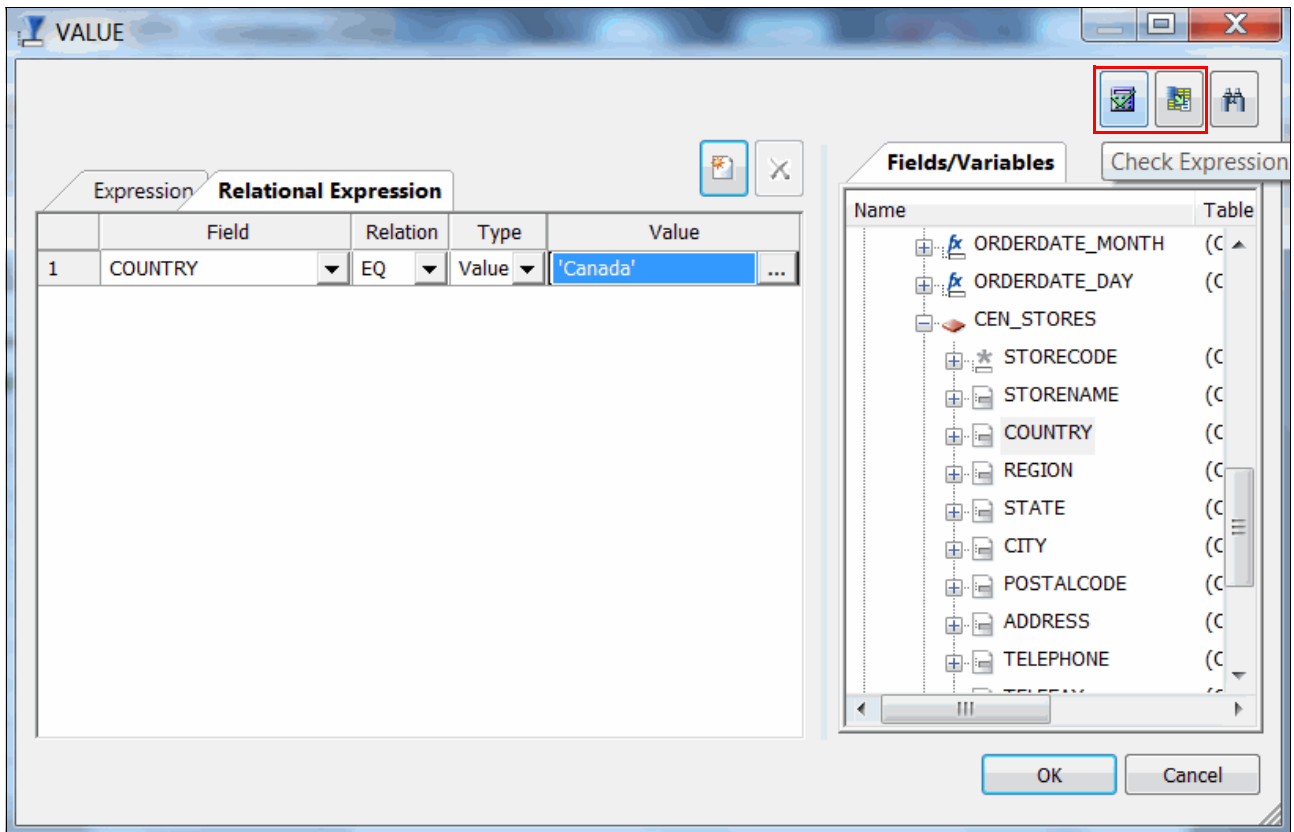 VALUE
Check Expression
Expression
Relational Expression
Fields/Variables
Field Relation Type Value
1 COUNTRY EQ Value 'Canada' ...
Name Table
ORDERDATE_MONTH (C
ORDERDATE_DAY (C
CEN_STORES
STORECODE (C
STORENAME (C
COUNTRY (C
REGION (C
STATE (C
CITY (C
POSTALCODE (C
ADDRESS (C
TELEPHONE (C
OK Cancel